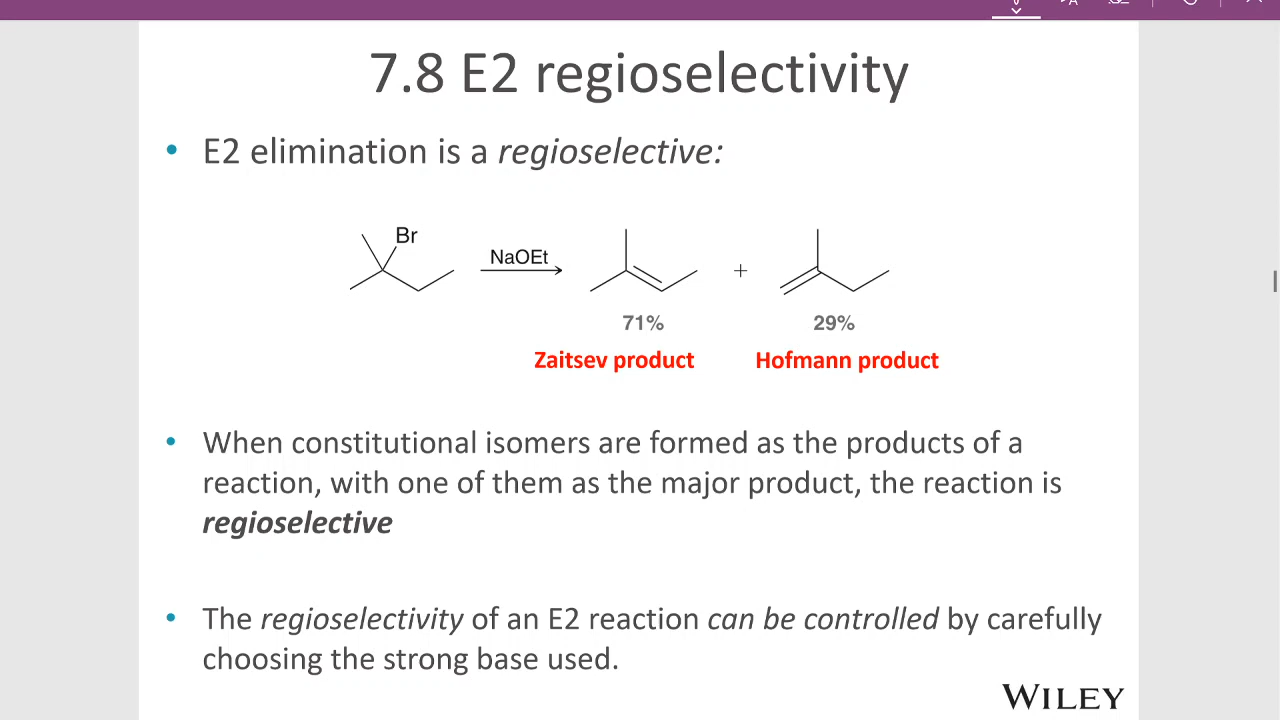 7.8 E2 regioselectivity
• E2 elimination is a regioselective:
Br
NaOEt
+
71%
29%
Zaitsev product
Hofmann product
• When constitutional isomers are formed as the products of a
reaction, with one of them as the major product, the reaction is
regioselective
• The regioselectivity of an E2 reaction can be controlled by carefully
choosing the strong base used.
WILEY